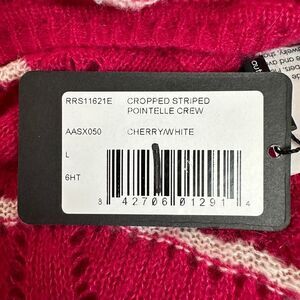 RRS11621E CROPPED STRIPED
POINTELLE CREW
AASX050 CHERRY/WHITE
L
6HT
8 42706 01291 4